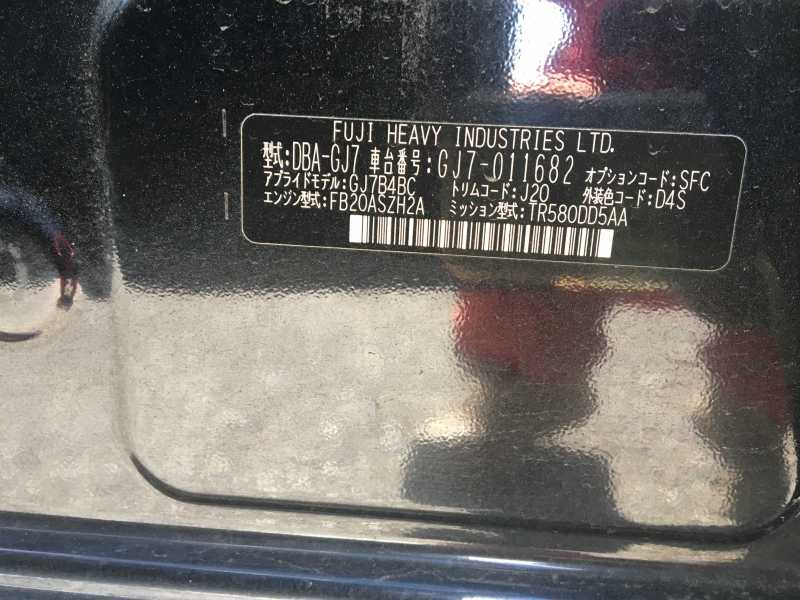 FUJI HEAVY INDUSTRIES LTD.
型式:DBA-GJ7 車台番号:GJ7-011682 オプションコード:SFC
アプライドモデル:GJ7B4BC トリムコード:J20 外装色コード:D4S
エンジン型式:FB20ASZH2A ミッション型式:TR580DD5AA